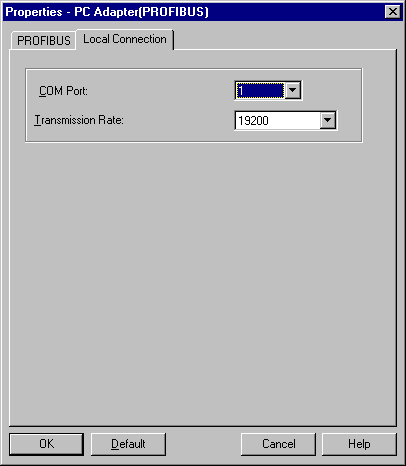 Properties - PC Adapter(PROFIBUS)
PROFIBUS Local Connection
COM Port: 1
Transmission Rate: 19200
OK Default Cancel Help